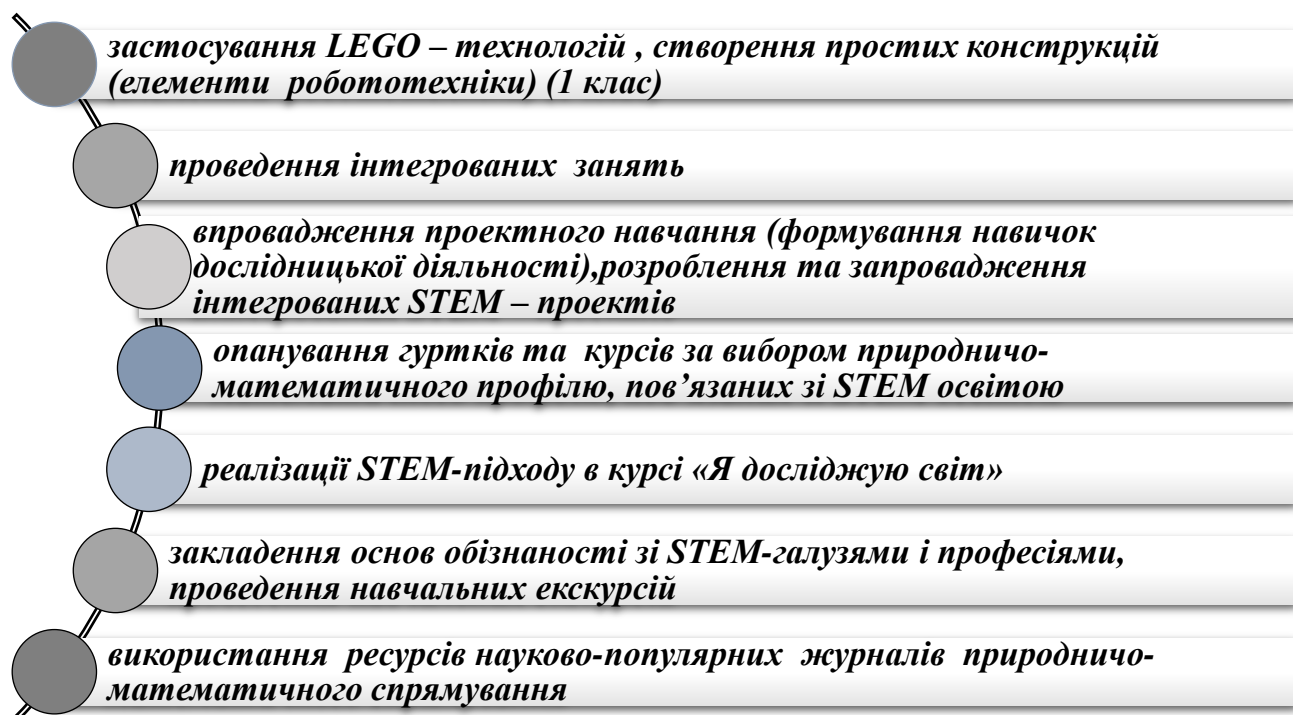 застосування LEGO – технологій , створення простих конструкцій
(елементи робототехніки) (1 клас)
проведення інтегрованих занять
впровадження проектного навчання (формування навичок
дослідницької діяльності),розроблення та запровадження
інтегрованих STEM – проектів
опанування гуртків та курсів за вибором природничо-
математичного профілю, пов’язаних зі STEM освітою
реалізації STEM-підходу в курсі «Я досліджую світ»
закладення основ обізнаності зі STEM-галузями і професіями,
проведення навчальних екскурсій
використання ресурсів науково-популярних журналів природничо-
математичного спрямування